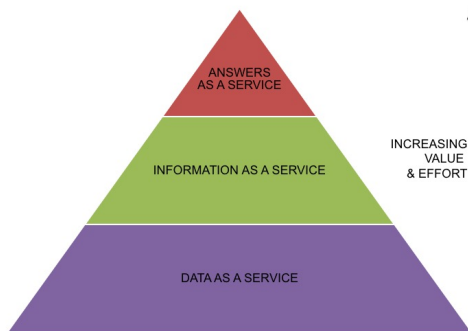 ANSWERS
AS A SERVICE
INCREASING
VALUE
& EFFORT
INFORMATION AS A SERVICE
DATA AS A SERVICE